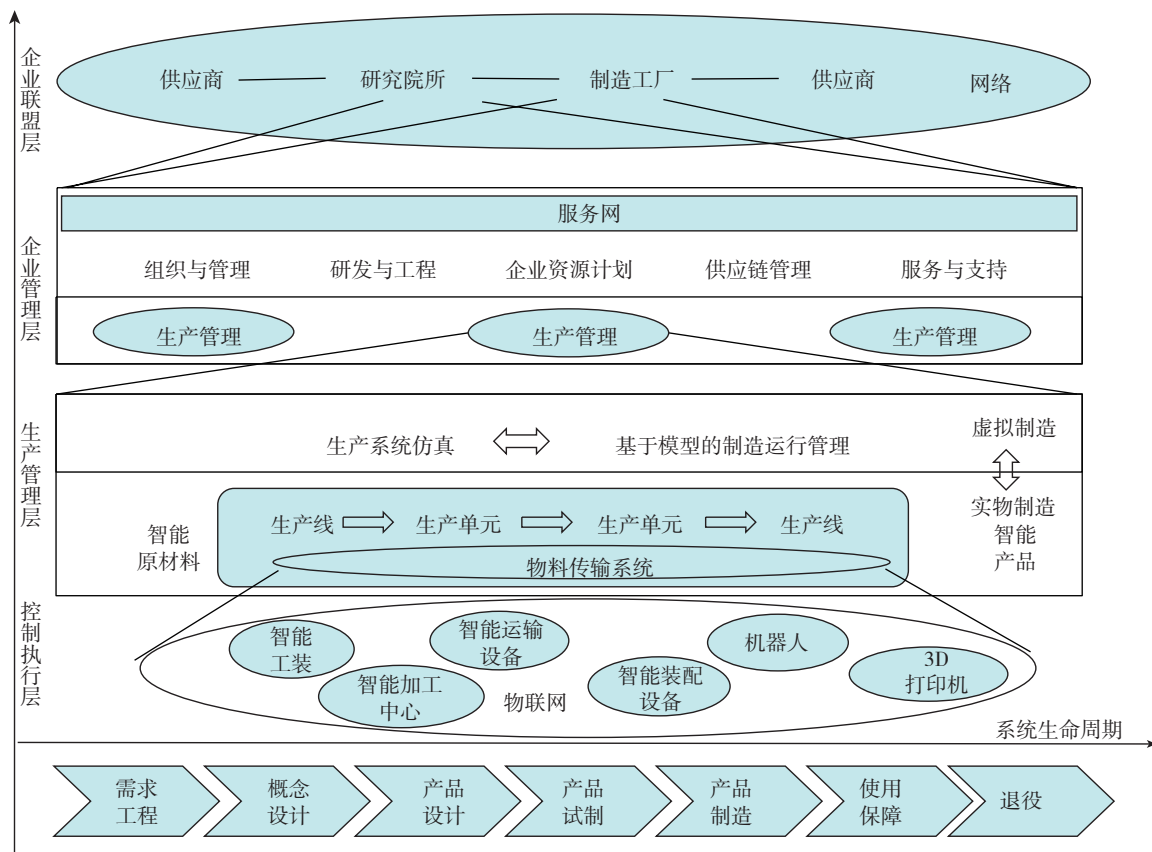 企业联盟层
供应商
研究院所
制造工厂
供应商
网络
企业管理层
服务网
组织与管理
研发与工程
企业资源计划
供应链管理
服务与支持
生产管理
生产管理
生产管理
生产管理层
生产系统仿真
基于模型的制造运行管理
虚拟制造
实物制造
智能
原材料
生产线
生产单元
生产单元
生产线
智能
产品
物料传输系统
控制执行层
智能
工装
智能运输
设备
机器人
智能加工
中心
物联网
智能装配
设备
3D
打印机
系统生命周期
需求
工程
概念
设计
产品
设计
产品
试制
产品
制造
使用
保障
退役